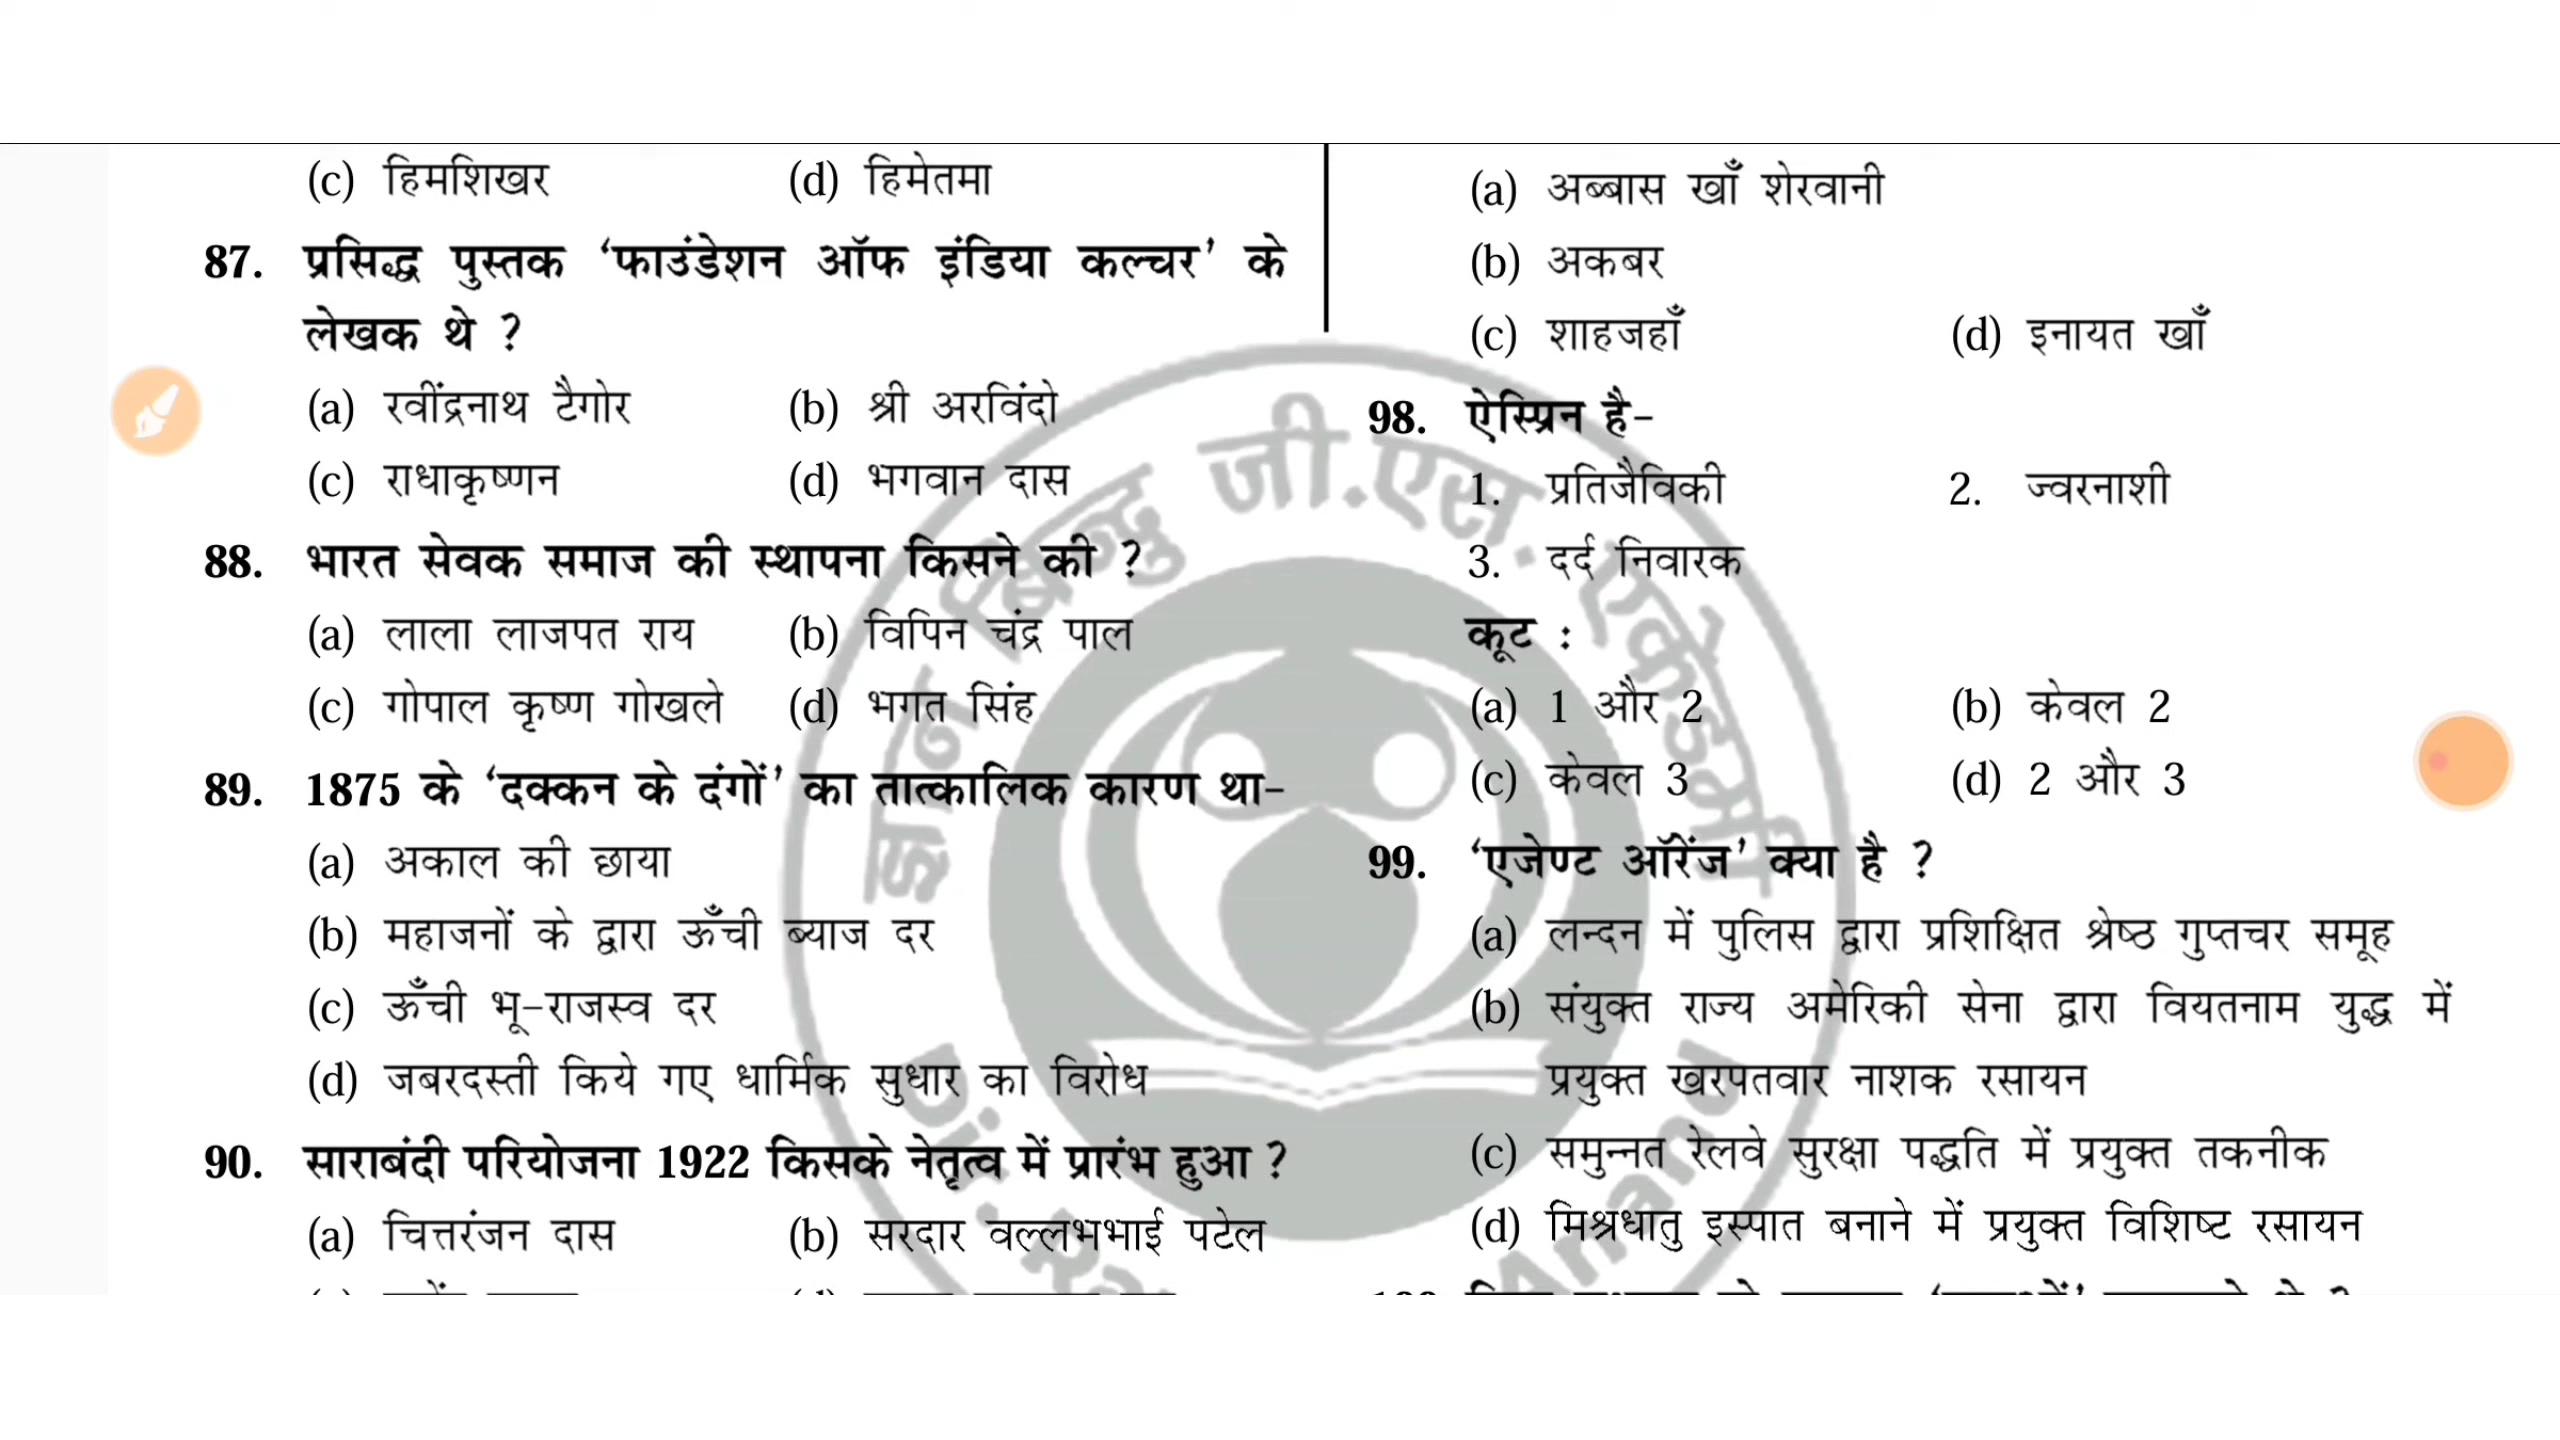 (c) हिमशिखर (d) हिमेतमा
87. प्रसिद्ध पुस्तक ‘फाउंडेशन ऑफ इंडिया कल्चर’ के
लेखक थे ?
(a) रवींद्रनाथ टैगोर (b) श्री अरविंदो
(c) राधाकृष्णन (d) भगवान दास
88. भारत सेवक समाज की स्थापना किसने की ?
(a) लाला लाजपत राय (b) विपिन चंद्र पाल
(c) गोपाल कृष्ण गोखले (d) भगत सिंह
89. 1875 के ‘दक्कन के दंगों’ का तात्कालिक कारण था-
(a) अकाल की छाया
(b) महाजनों के द्वारा ऊँची ब्याज दर
(c) ऊँची भू-राजस्व दर
(d) जबरदस्ती किये गए धार्मिक सुधार का विरोध
90. साराबंदी परियोजना 1922 किसके नेतृत्व में प्रारंभ हुआ ?
(a) चित्तरंजन दास (b) सरदार वल्लभभाई पटेल
(a) अब्बास खाँ शेरवानी
(b) अकबर
(c) शाहजहाँ (d) इनायत खाँ
98. ऐस्प्रिन है-
1. प्रतिजैविकी 2. ज्वरनाशी
3. दर्द निवारक
कूट :
(a) 1 और 2 (b) केवल 2
(c) केवल 3 (d) 2 और 3
99. ‘एजेण्ट ऑरेंज’ क्या है ?
(a) लन्दन में पुलिस द्वारा प्रशिक्षित श्रेष्ठ गुप्तचर समूह
(b) संयुक्त राज्य अमेरिकी सेना द्वारा वियतनाम युद्ध में
प्रयुक्त खरपतवार नाशक रसायन
(c) समुन्नत रेलवे सुरक्षा पद्धति में प्रयुक्त तकनीक
(d) मिश्रधातु इस्पात बनाने में प्रयुक्त विशिष्ट रसायन
ज्ञान बिन्दु जी.एस. एकेडमी
Anand